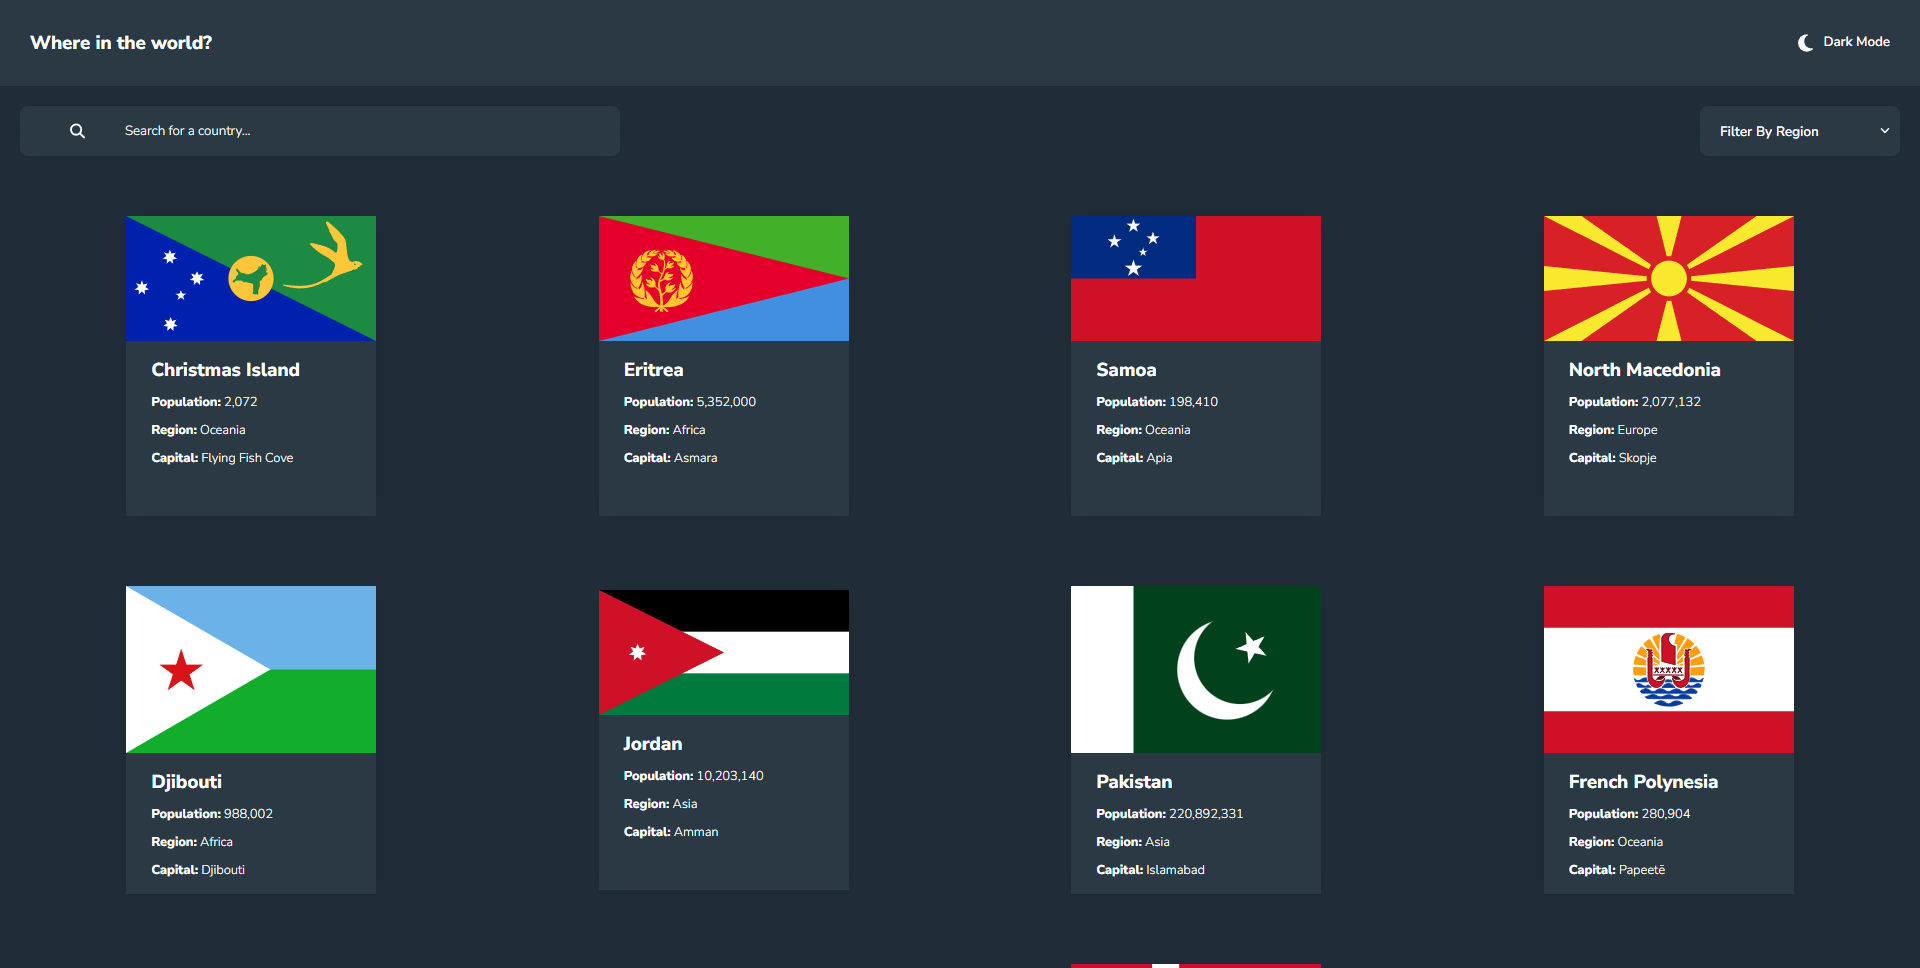 Where in the world?
Dark Mode
Search for a country...
Filter By Region
Christmas Island
Population: 2,072
Region: Oceania
Capital: Flying Fish Cove
Eritrea
Population: 5,352,000
Region: Africa
Capital: Asmara
Samoa
Population: 198,410
Region: Oceania
Capital: Apia
North Macedonia
Population: 2,077,132
Region: Europe
Capital: Skopje
Djibouti
Population: 988,002
Region: Africa
Capital: Djibouti
Jordan
Population: 10,203,140
Region: Asia
Capital: Amman
Pakistan
Population: 220,892,331
Region: Asia
Capital: Islamabad
French Polynesia
Population: 280,904
Region: Oceania
Capital: Papeetē